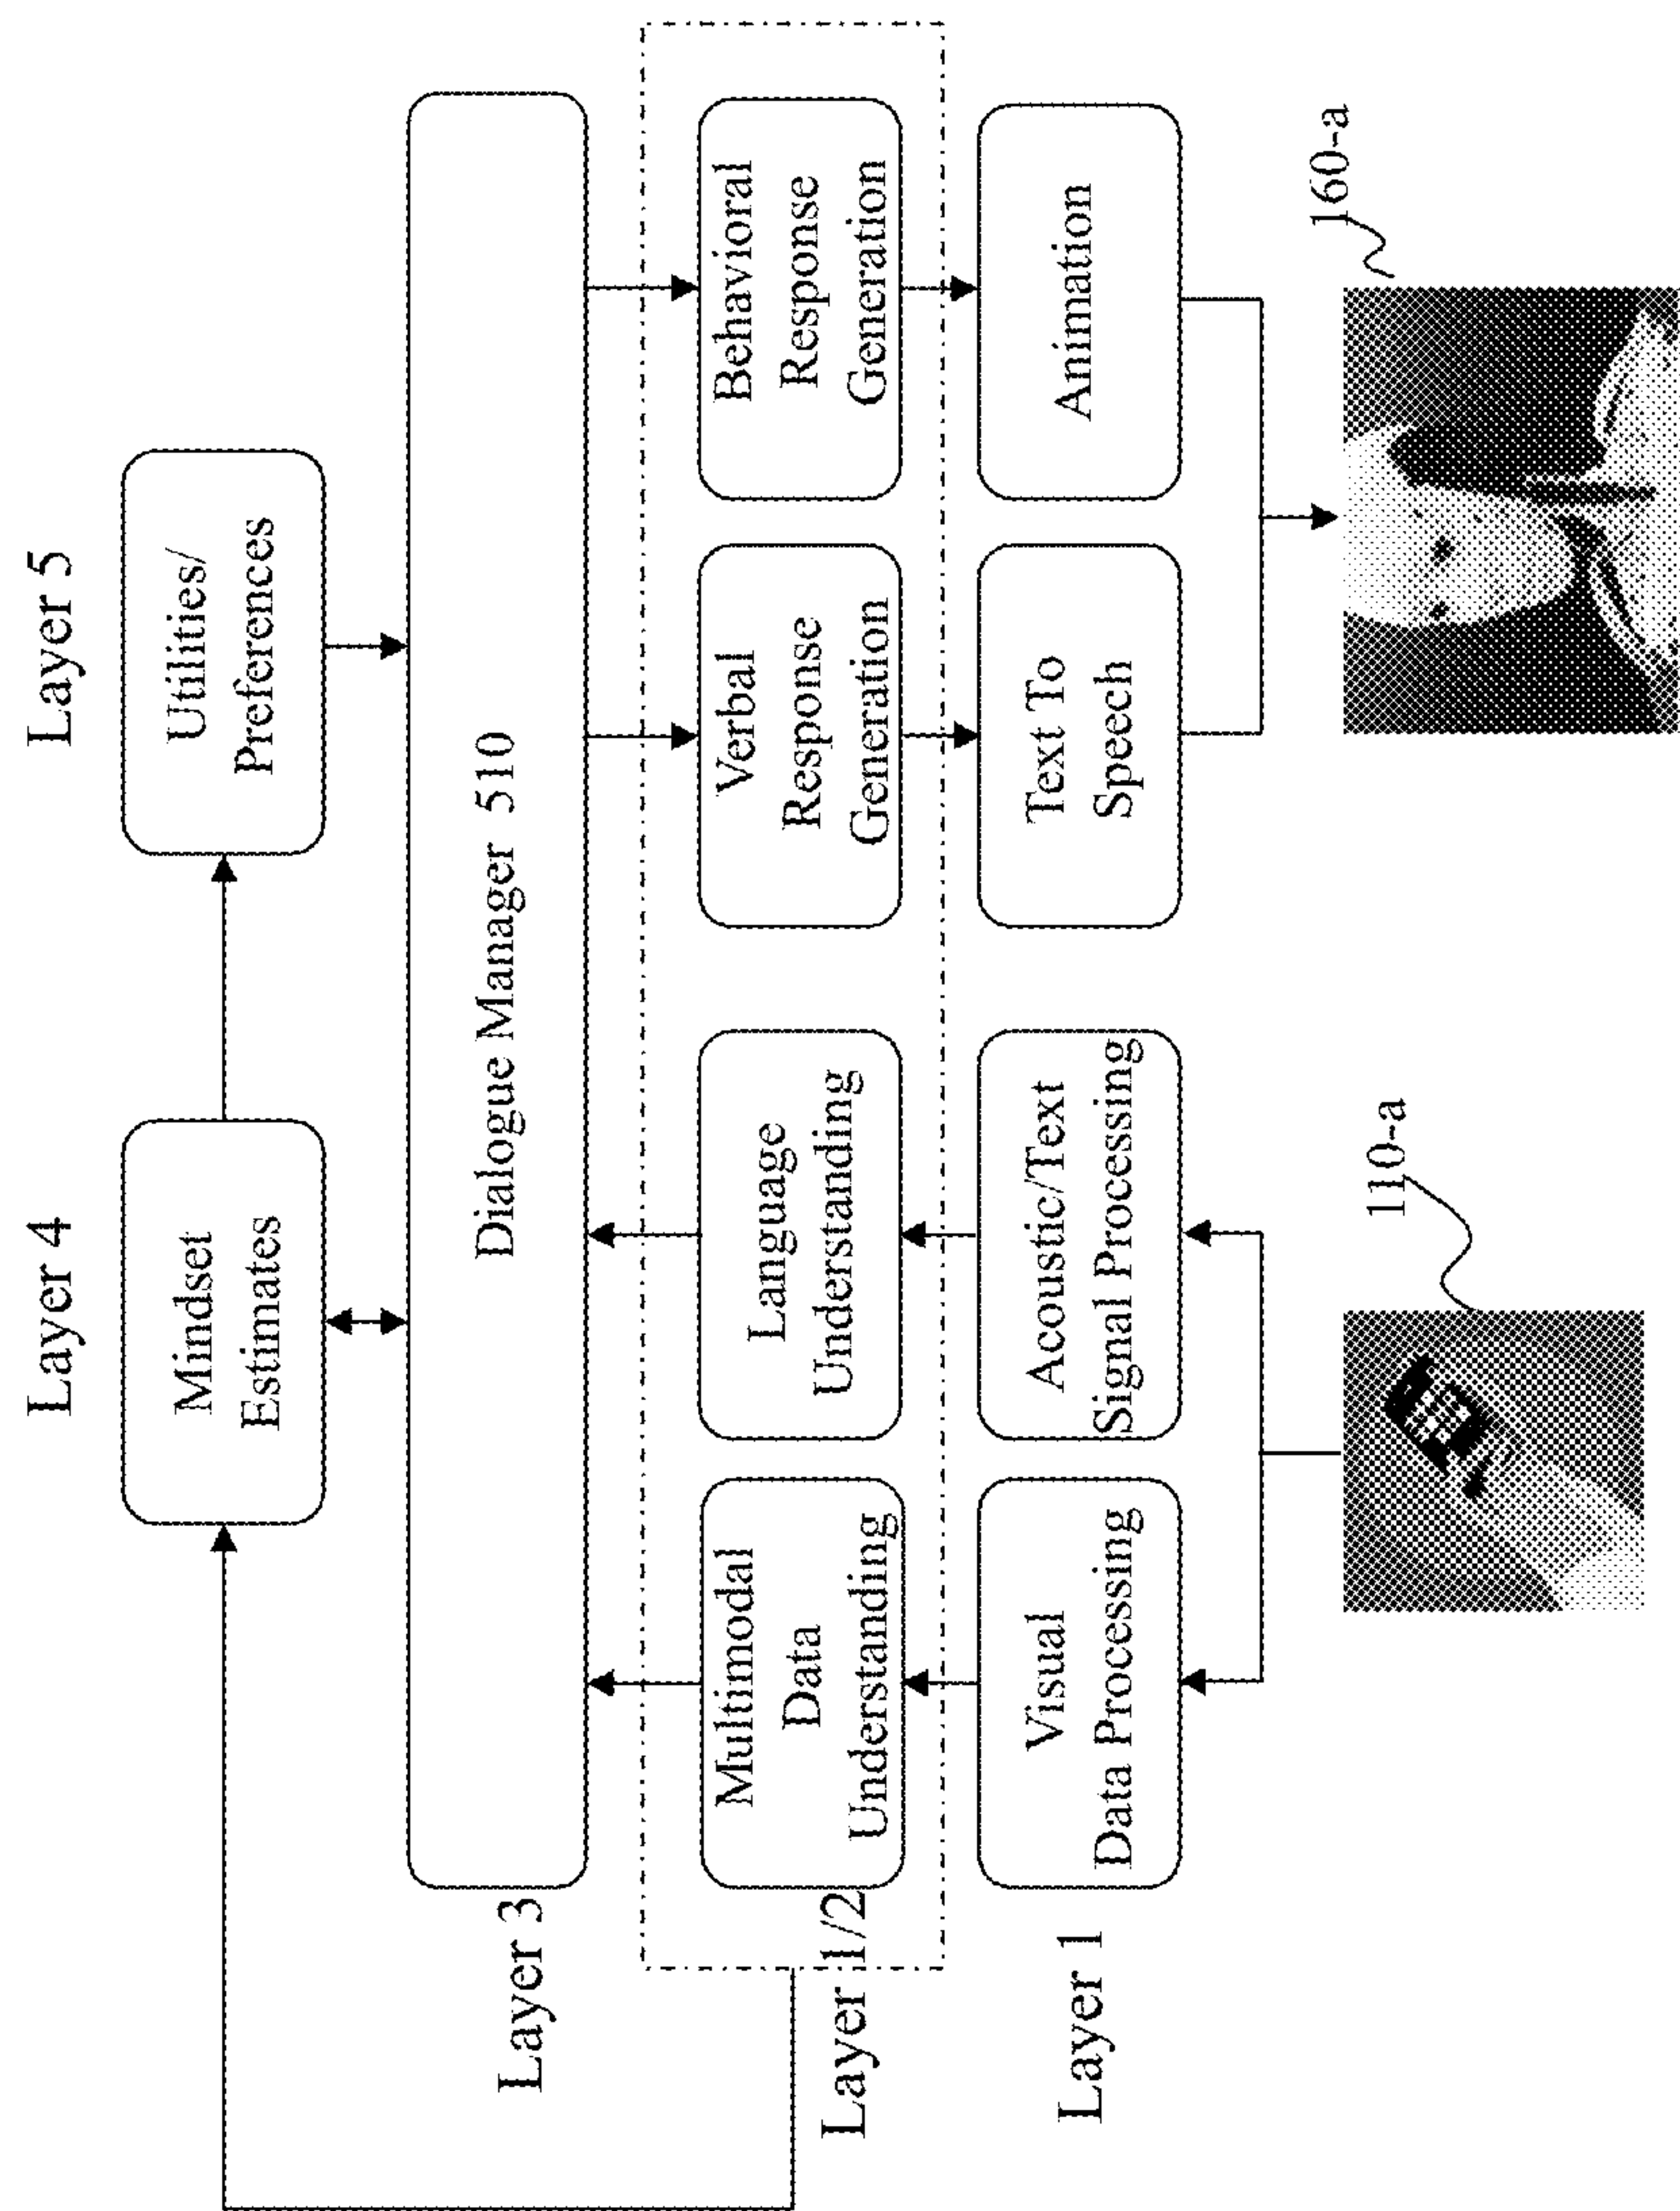 Layer 4
Layer 5
Mindset
Estimates
Utilities/
Preferences
Layer 3
Dialogue Manager 510
Layer 1/2
Multimodal
Data
Understanding
Language
Understanding
Verbal
Response
Generation
Behavioral
Response
Generation
Layer 1
Visual
Data Processing
Acoustic/Text
Signal Processing
Text To
Speech
Animation
110-a
160-a